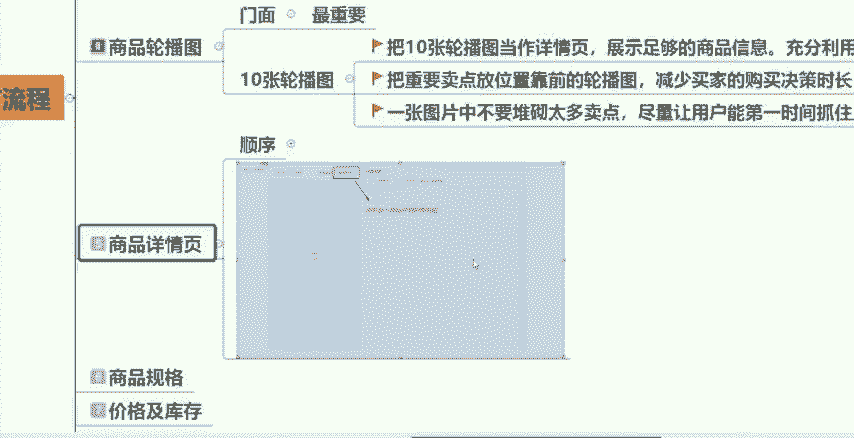 门面
最重要
商品轮播图
把10张轮播图当作详情页，展示足够的商品信息。充分利用
10张轮播图
把重要卖点放位置靠前的轮播图，减少买家的购买决策时长
一张图片中不要堆砌太多卖点，尽量让用户能第一时间抓住
流程
顺序
商品详情页
商品规格
价格及库存